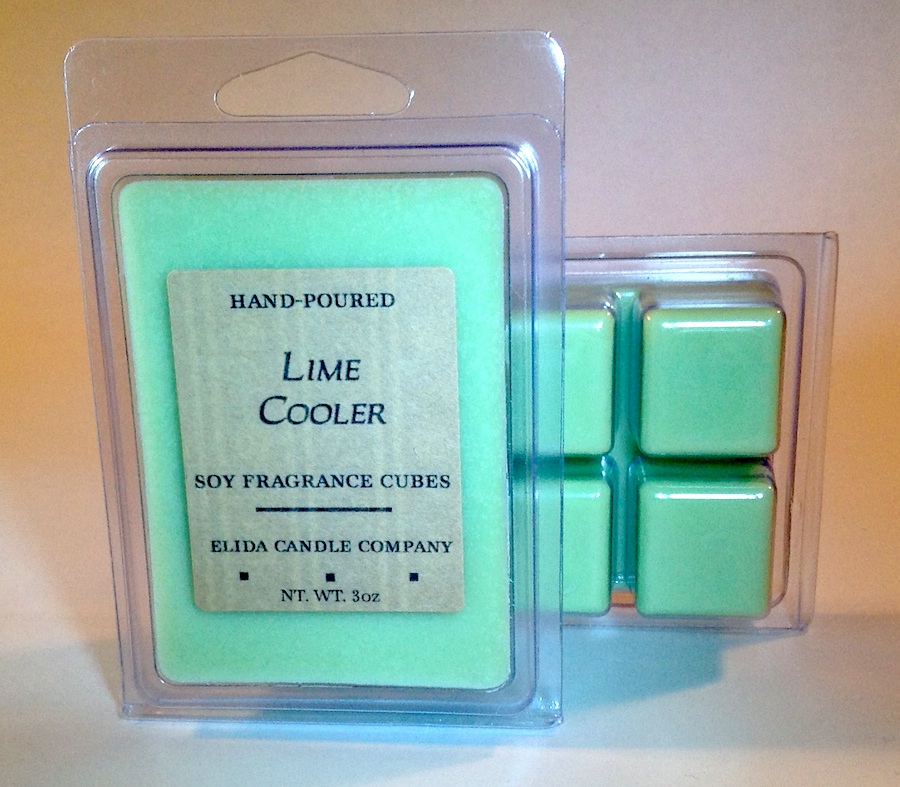 HAND-POURED
LIME
COOLER
SOY FRAGRANCE CUBES
ELIDA CANDLE COMPANY
NT. WT. 3oz